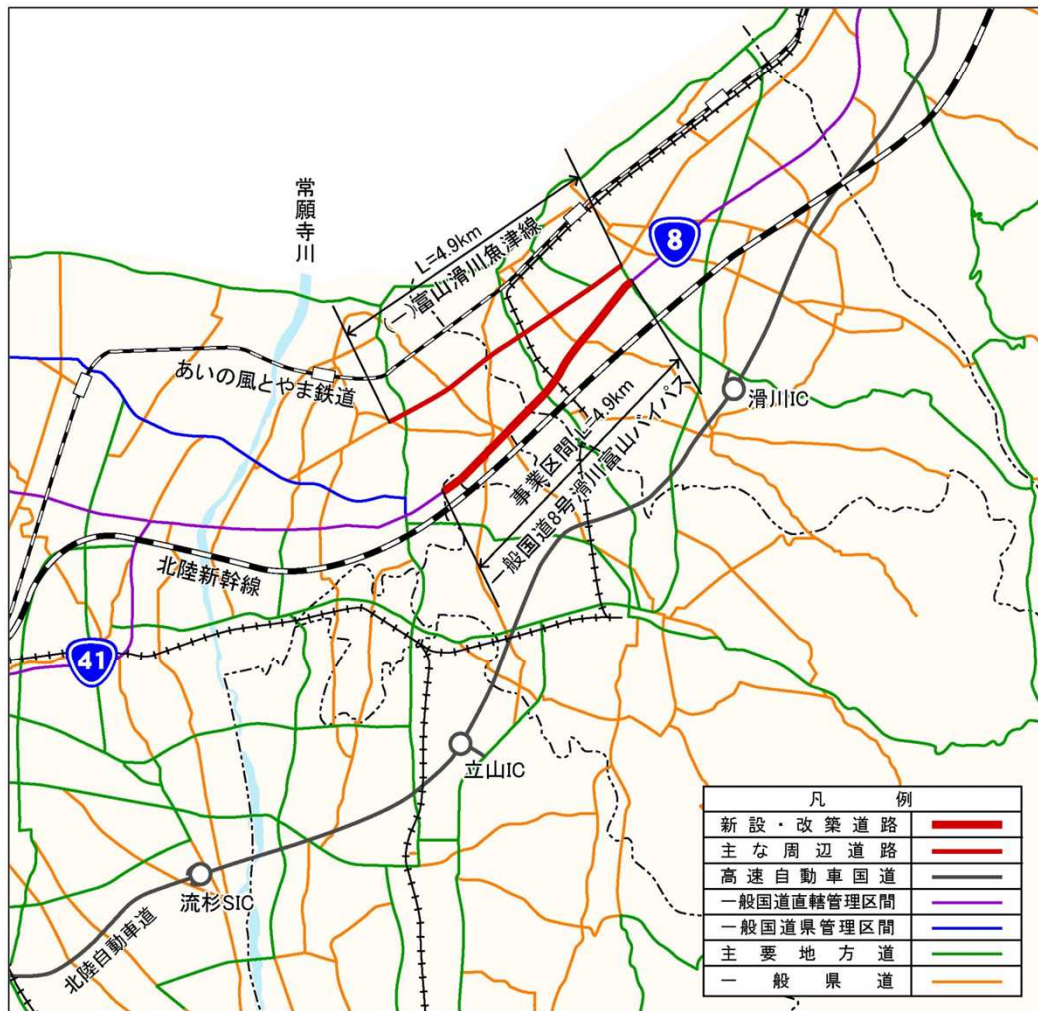 常願寺川
L=4.9km
(一)富山滑川魚津線
8
あいの風とやま鉄道
滑川IC
事業区間 L=4.9km
一般国道8号滑川富山バイパス
北陸新幹線
41
立山IC
流杉SIC
北陸自動車道
凡 例
新設・改築道路
主な周辺道路
高速自動車国道
一般国道直轄管理区間
一般国道県管理区間
主要地方道
一般県道